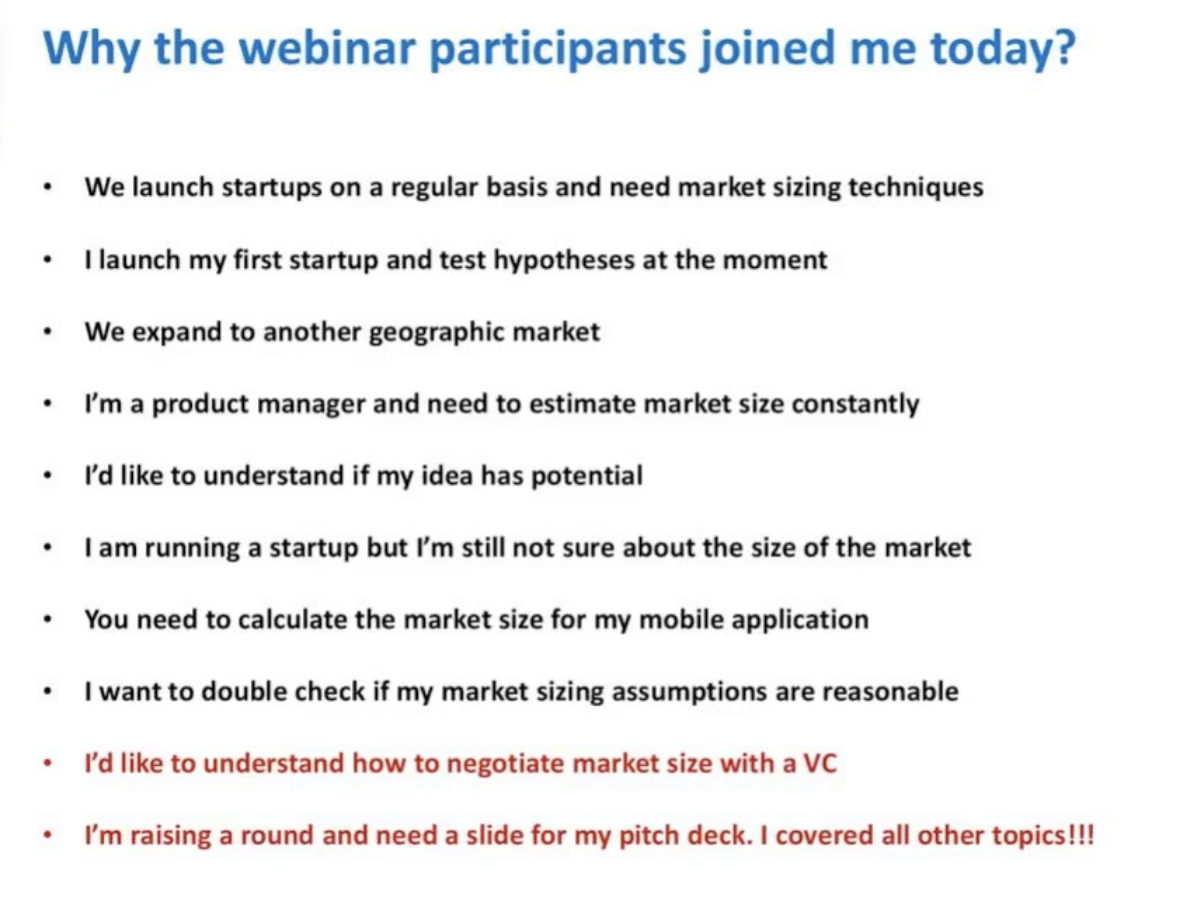 Why the webinar participants joined me today?
• We launch startups on a regular basis and need market sizing techniques
• I launch my first startup and test hypotheses at the moment
• We expand to another geographic market
• I'm a product manager and need to estimate market size constantly
• I'd like to understand if my idea has potential
• I am running a startup but I'm still not sure about the size of the market
• You need to calculate the market size for my mobile application
• I want to double check if my market sizing assumptions are reasonable
• I'd like to understand how to negotiate market size with a VC
• I'm raising a round and need a slide for my pitch deck. I covered all other topics!!!